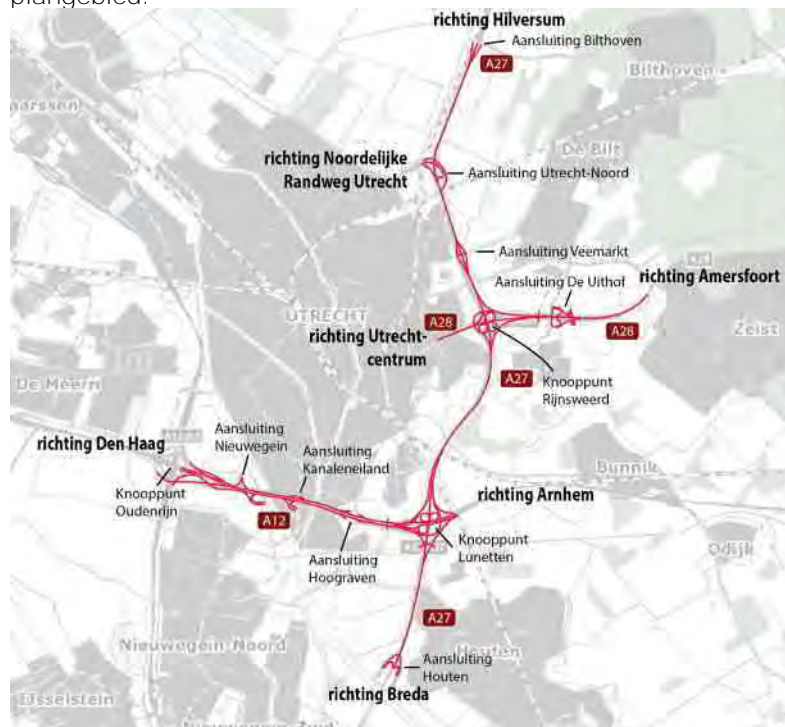 plangebied.
richting Hilversum
Aansluiting Bilthoven
A27
Bilthoven
aarssen
De Bilt
richting Noordelijke
Randweg Utrecht
Aansluiting Utrecht-Noord
Aansluiting Veemarkt
Aansluiting De Uithof
richting Amersfoort
UTRECHT
A28
richting Utrecht-
centrum
A28
Zeist
A27
Knooppunt
Rijnsweerd
De Meern
richting Den Haag
Aansluiting
Nieuwegein
Aansluiting
Kanaleneiland
Bunnik
Knooppunt
Oudenrijn
richting Arnhem
A12
Aansluiting
Hoograven
Knooppunt
Lunetten
Odijk
A27
Nieuwegein Noord
Houten
Aansluiting
Houten
richting Breda
IJsselstein